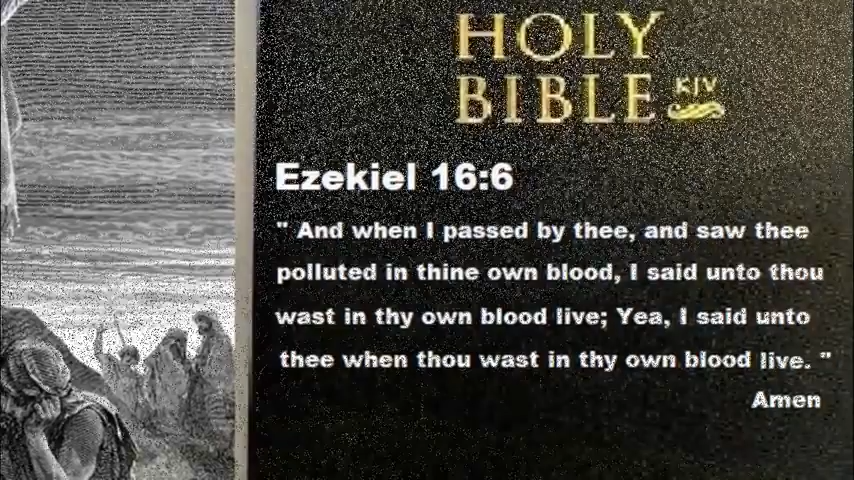 HOLY
BIBLE KJV
Ezekiel 16:6
" And when I passed by thee, and saw thee
polluted in thine own blood, I said unto thou
wast in thy own blood live; Yea, I said unto
thee when thou wast in thy own blood live. "
Amen